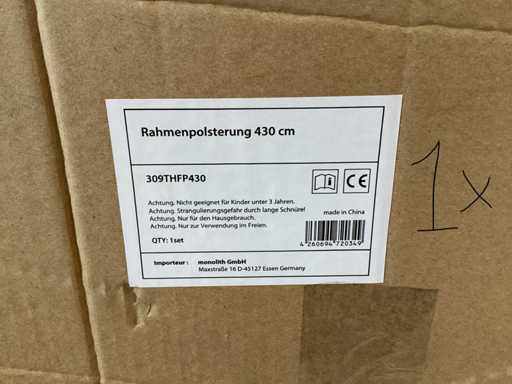 Rahmenpolsterung 430 cm
309THFP430
Achtung. Nicht geeignet für Kinder unter 3 Jahren.
Achtung. Strangulierungsgefahr durch lange Schnüre!
Achtung. Nur für den Hausgebrauch.
Achtung. Nur zur Verwendung im Freien.
QTY: 1set
CE
made in China
4 260694 720349
Importeur : monolith GmbH
Maxstraße 16 D-45127 Essen Germany
1x